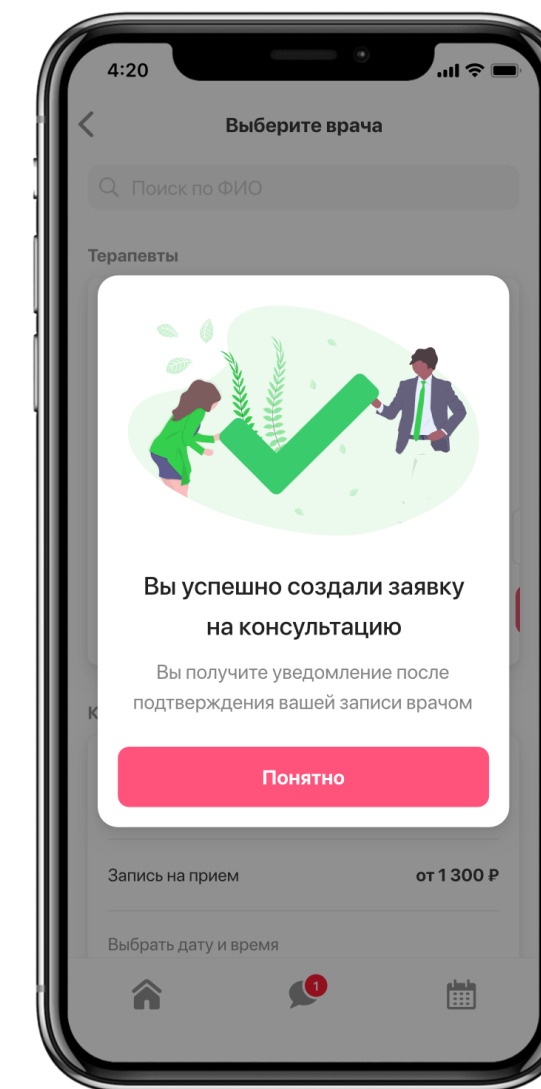 4:20
Выберите врача
Поиск по ФИО
Терапевты
Вы успешно создали заявку
на консультацию
Вы получите уведомление после
подтверждения вашей записи врачом
Понятно
Запись на прием от 1 300 ₽
Выбрать дату и время
1